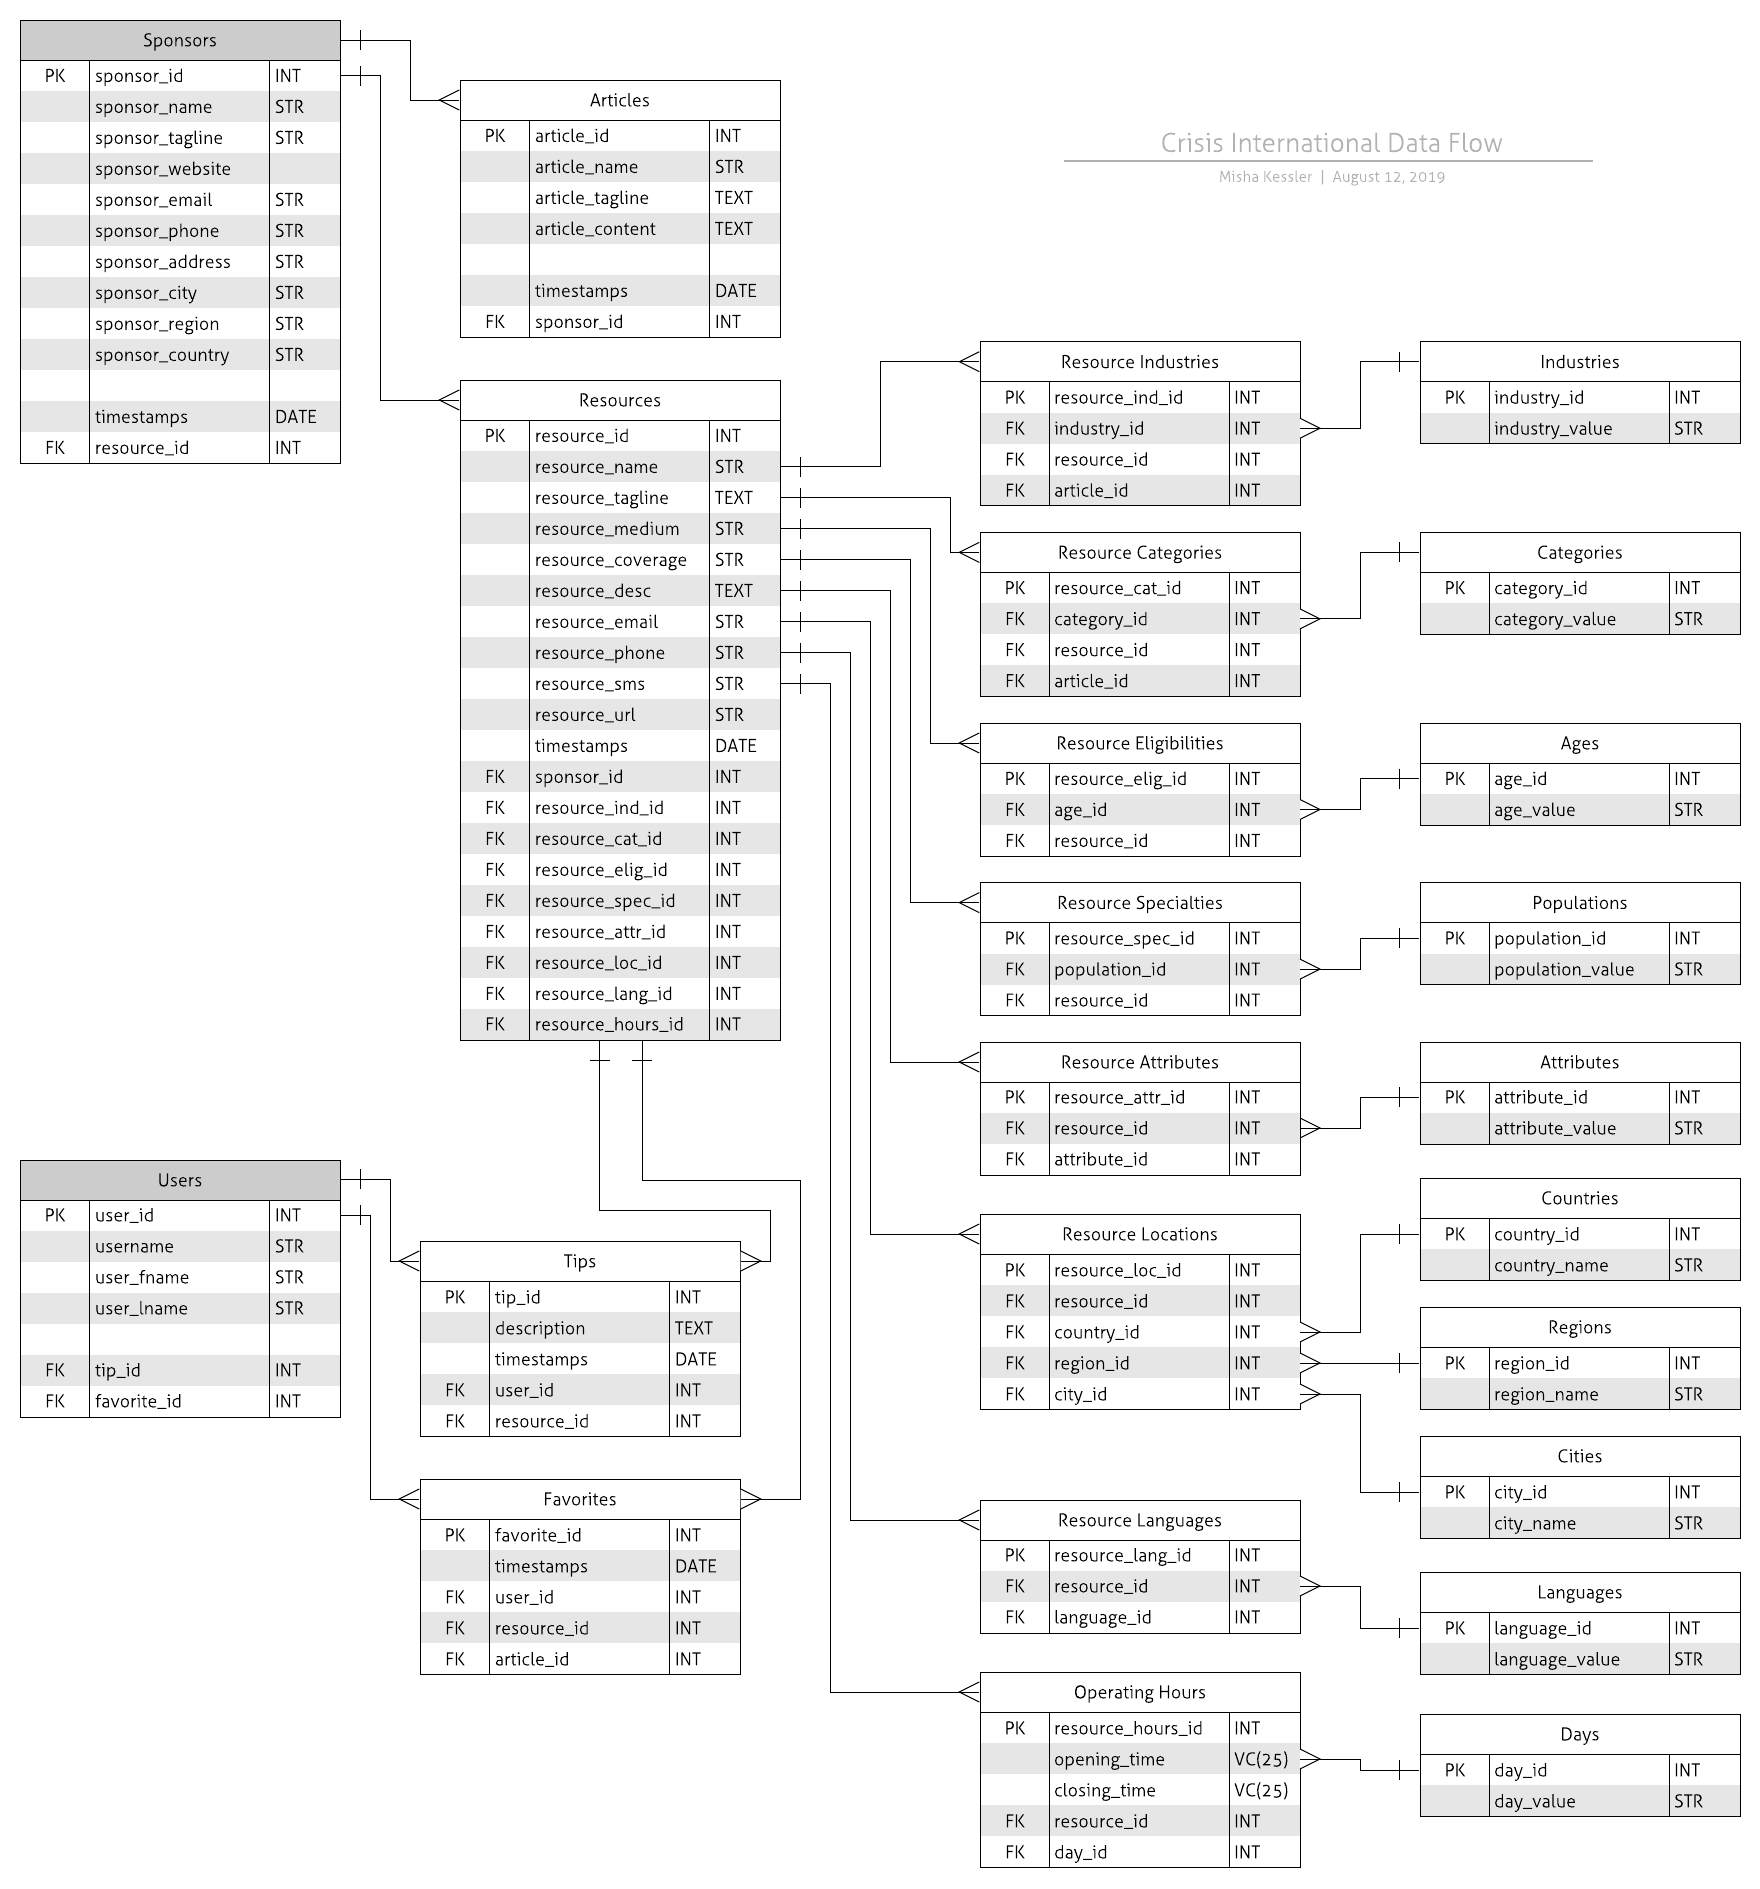 Crisis International Data Flow
Misha Kessler | August 12, 2019
Sponsors
PK sponsor_id INT
sponsor_name STR
sponsor_tagline STR
sponsor_website
sponsor_email STR
sponsor_phone STR
sponsor_address STR
sponsor_city STR
sponsor_region STR
sponsor_country STR
timestamps DATE
FK resource_id INT
Articles
PK article_id INT
article_name STR
article_tagline TEXT
article_content TEXT
timestamps DATE
FK sponsor_id INT
Resources
PK resource_id INT
resource_name STR
resource_tagline TEXT
resource_medium STR
resource_coverage STR
resource_desc TEXT
resource_email STR
resource_phone STR
resource_sms STR
resource_url STR
timestamps DATE
FK sponsor_id INT
FK resource_ind_id INT
FK resource_cat_id INT
FK resource_elig_id INT
FK resource_spec_id INT
FK resource_attr_id INT
FK resource_loc_id INT
FK resource_lang_id INT
FK resource_hours_id INT
Users
PK user_id INT
username STR
user_fname STR
user_lname STR
FK tip_id INT
FK favorite_id INT
Tips
PK tip_id INT
description TEXT
timestamps DATE
FK user_id INT
FK resource_id INT
Favorites
PK favorite_id INT
timestamps DATE
FK user_id INT
FK resource_id INT
FK article_id INT
Resource Industries
PK resource_ind_id INT
FK industry_id INT
FK resource_id INT
FK article_id INT
Industries
PK industry_id INT
industry_value STR
Resource Categories
PK resource_cat_id INT
FK category_id INT
FK resource_id INT
FK article_id INT
Categories
PK category_id INT
category_value STR
Resource Eligibilities
PK resource_elig_id INT
FK age_id INT
FK resource_id INT
Ages
PK age_id INT
age_value STR
Resource Specialties
PK resource_spec_id INT
FK population_id INT
FK resource_id INT
Populations
PK population_id INT
population_value STR
Resource Attributes
PK resource_attr_id INT
FK resource_id INT
FK attribute_id INT
Attributes
PK attribute_id INT
attribute_value STR
Resource Locations
PK resource_loc_id INT
FK resource_id INT
FK country_id INT
FK region_id INT
FK city_id INT
Countries
PK country_id INT
country_name STR
Regions
PK region_id INT
region_name STR
Cities
PK city_id INT
city_name STR
Resource Languages
PK resource_lang_id INT
FK resource_id INT
FK language_id INT
Languages
PK language_id INT
language_value STR
Operating Hours
PK resource_hours_id INT
opening_time VC(25)
closing_time VC(25)
FK resource_id INT
FK day_id INT
Days
PK day_id INT
day_value STR